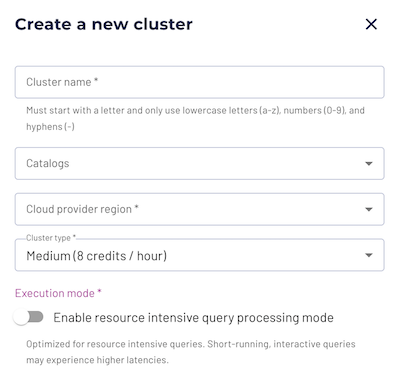 Create a new cluster
Cluster name *
Must start with a letter and only use lowercase letters (a-z), numbers (0-9), and
hyphens (-)
Catalogs
Cloud provider region *
Cluster type *
Medium (8 credits / hour)
Execution mode *
Enable resource intensive query processing mode
Optimized for resource intensive queries. Short-running, interactive queries
may experience higher latencies.